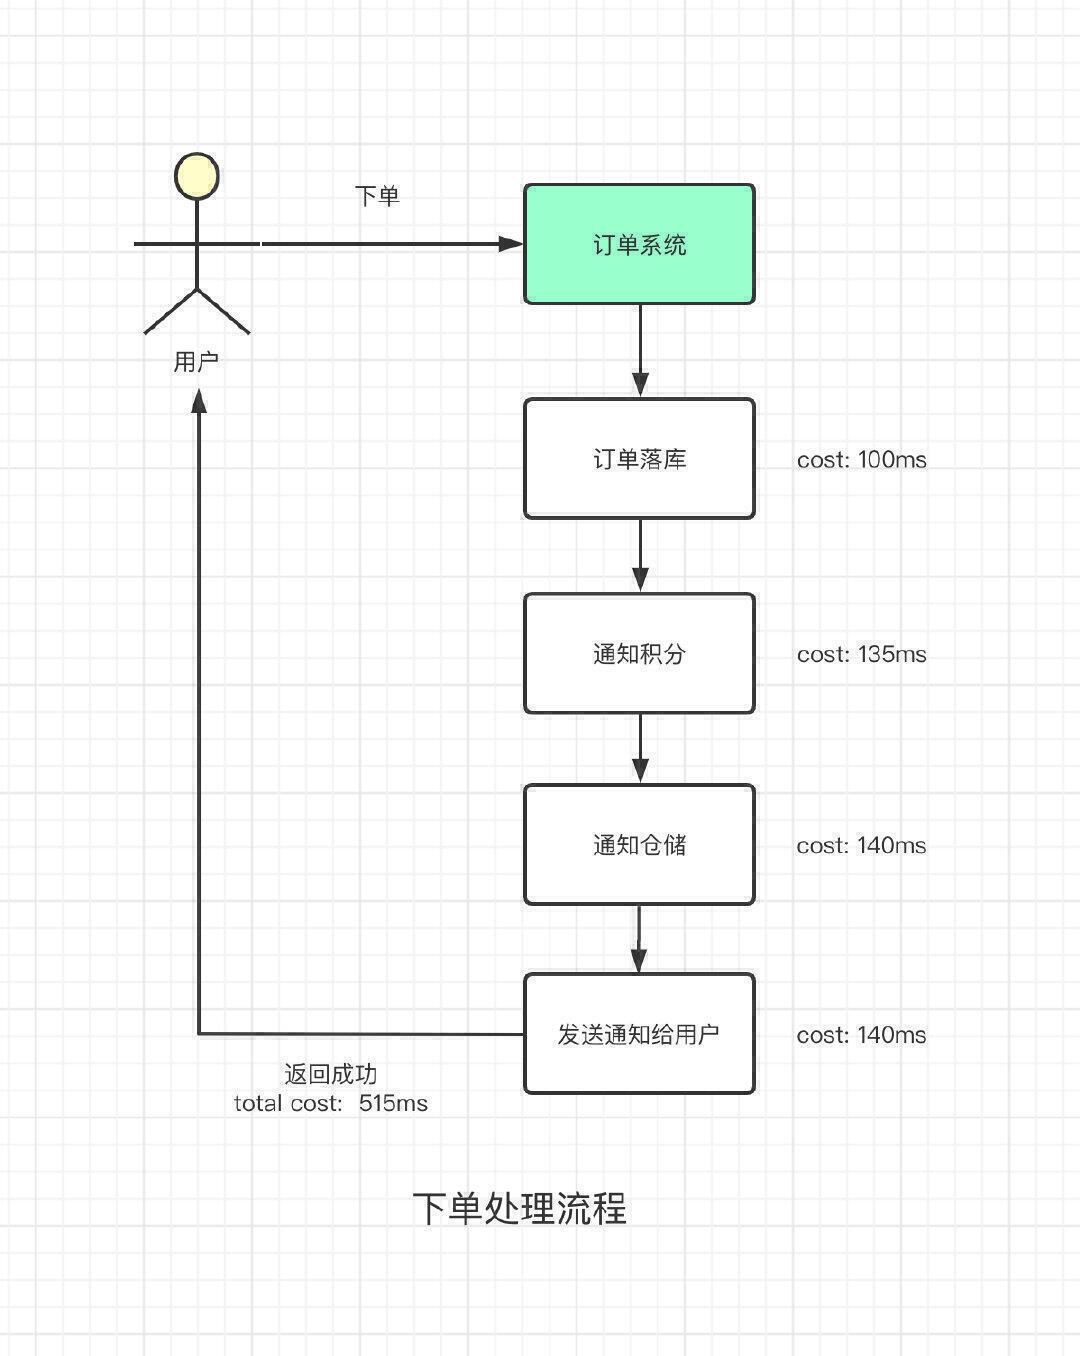 下单
订单系统
用户
订单落库
cost: 100ms
通知积分
cost: 135ms
通知仓储
cost: 140ms
发送通知给用户
cost: 140ms
返回成功
total cost:  515ms
下单处理流程